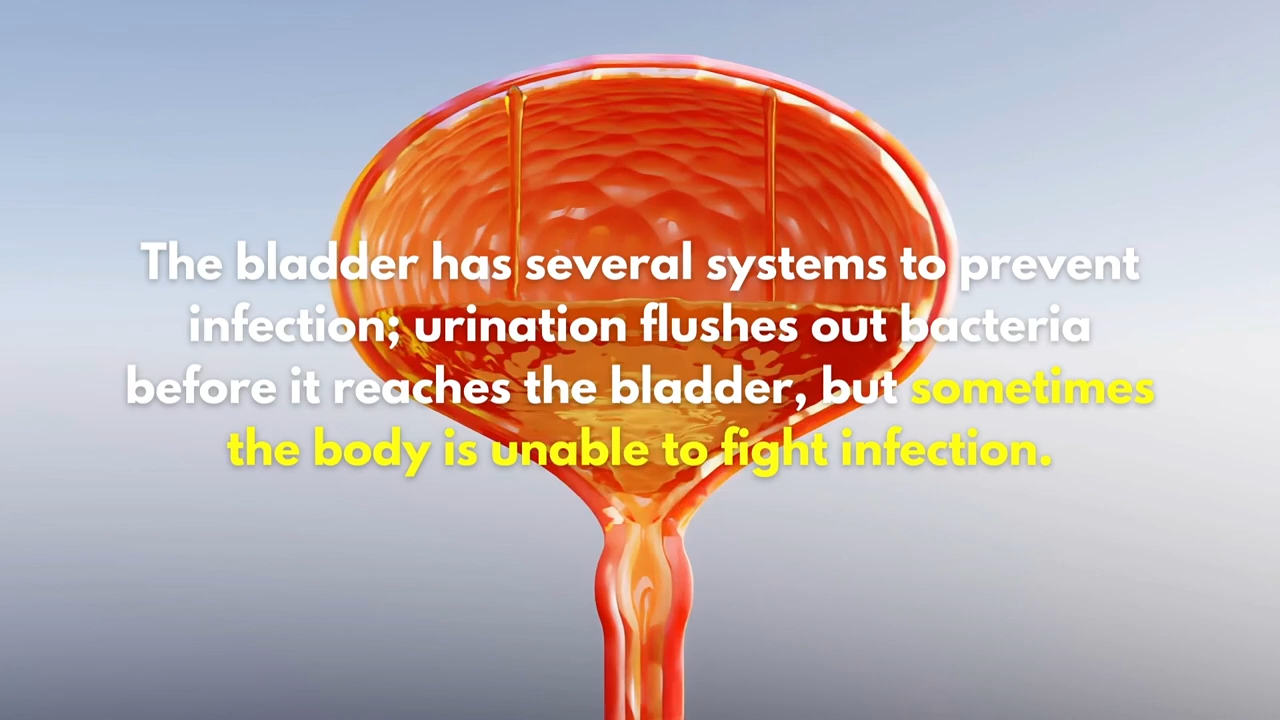 The bladder has several systems to prevent
infection; urination flushes out bacteria
before it reaches the bladder, but sometimes
the body is unable to fight infection.